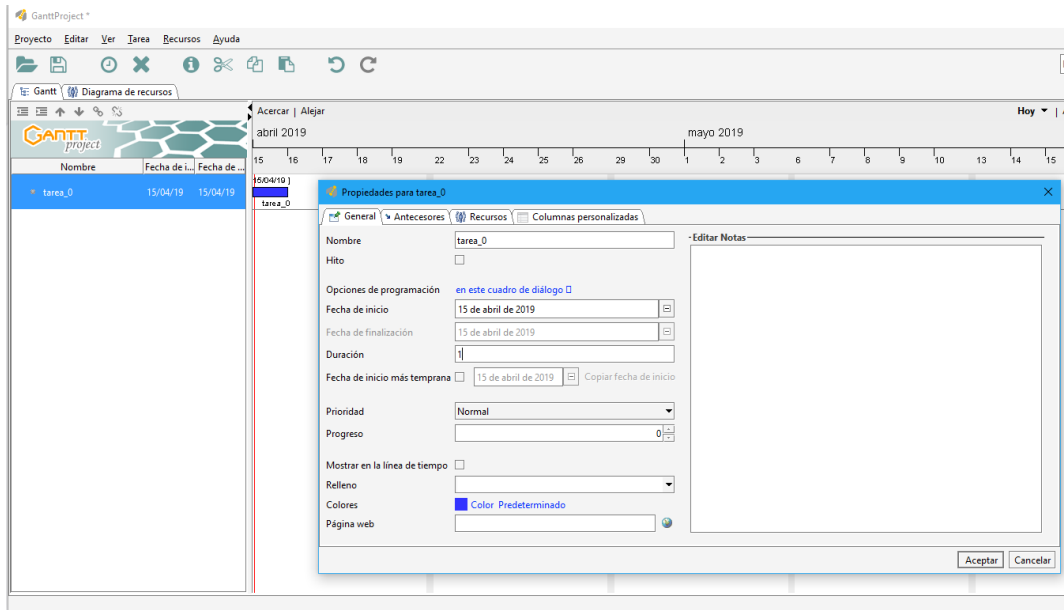 GanttProject *
Proyecto Editar Ver Tarea Recursos Ayuda
Gantt Diagrama de recursos
Acercar | Alejar Hoy
GANTT project
abril 2019 mayo 2019
Nombre Fecha de i... Fecha de ...
15 16 17 18 19 22 23 24 25 26 29 30 1 2 3 6 7 8 9 10 13 14 15
tarea_0 15/04/19 15/04/19
15/04/19 )
tarea_0
Propiedades para tarea_0
General Antecesores Recursos Columnas personalizadas
Nombre tarea_0
Hito
Opciones de programación en este cuadro de diálogo
Fecha de inicio 15 de abril de 2019
Fecha de finalización 15 de abril de 2019
Duración 1
Fecha de inicio más temprana 15 de abril de 2019 Copiar fecha de inicio
Prioridad Normal
Progreso 0
Mostrar en la línea de tiempo
Relleno
Colores Color Predeterminado
Página web
Editar Notas
Aceptar Cancelar